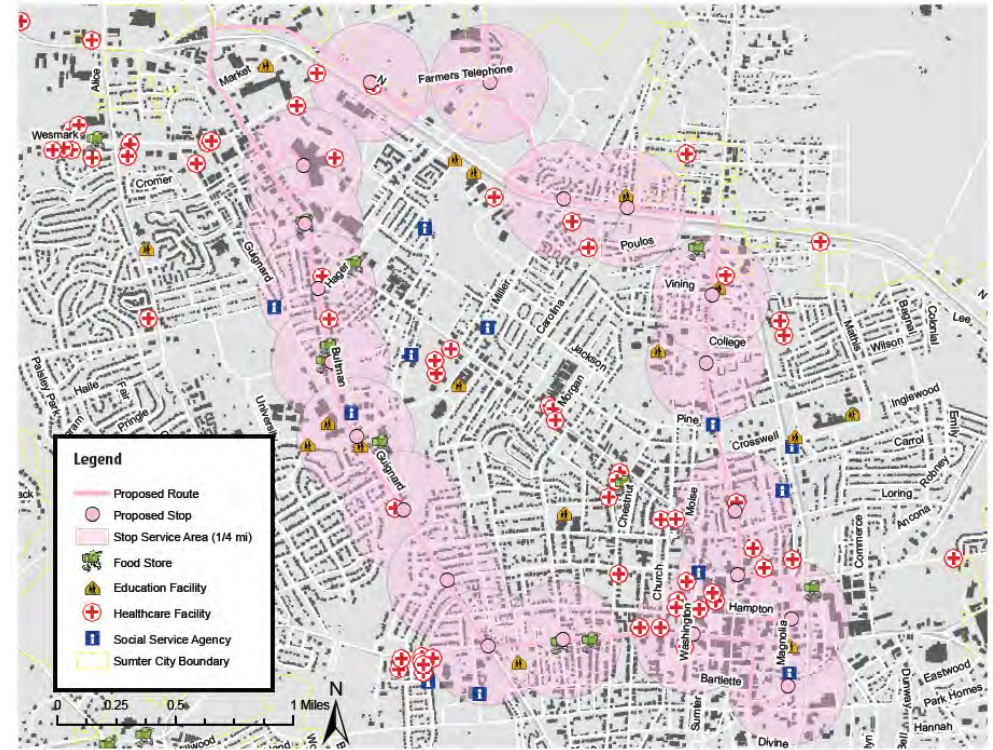 Market
N
Farmers Telephone
Alice
Wesmark
Cromer
Guignard
Hager
Poulos
Miller
Carolina
Vining
N
Lee
Colonial
Bagnal
Mathis
Wilson
College
Jackson
Morgan
Bultman
Paisley Park
Haile
Fair
Pringle
Inglewood
Pine
Crosswell
Emily
Carrol
Robney
Guignard
Loring
Ancona
Chestnut
Moise
Commerce
Church
Hampton
Washington
Magnolia
Bartlette
Sumter
Eastwood
Park Homes
Hannah
Divine
Legend
Proposed Route
Proposed Stop
Stop Service Area (1/4 mi)
Food Store
Education Facility
Healthcare Facility
Social Service Agency
Sumter City Boundary
N
0 0.25 0.5 1 Miles